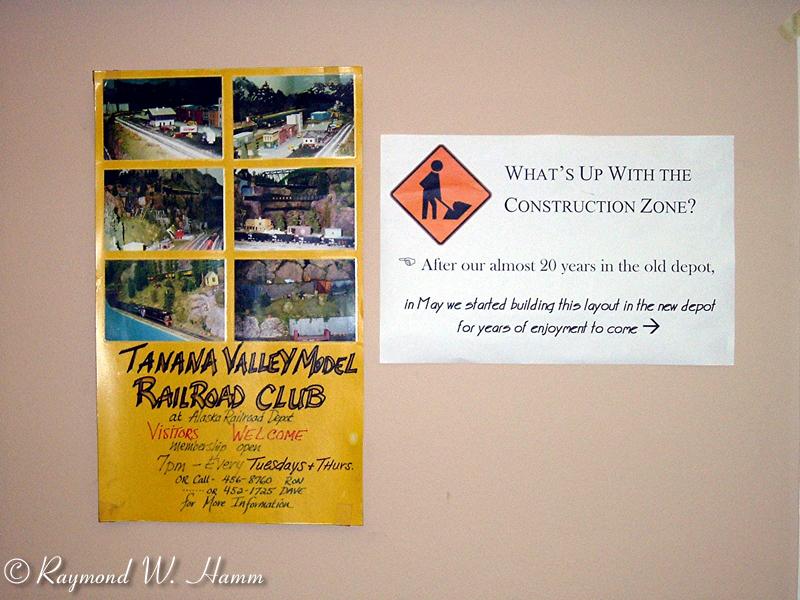 TANANA VALLEY MODEL
RAILROAD CLUB
at Alaska Railroad Depot
VISITORS WELCOME
membership open
7pm - Every Tuesdays + Thurs.
OR Call - 456-8760 RON
-------- OR 452-1725 DAVE
for More Information
WHAT'S UP WITH THE
CONSTRUCTION ZONE?
☜ After our almost 20 years in the old depot,
in May we started building this layout in the new depot
for years of enjoyment to come →
© Raymond W. Hamm